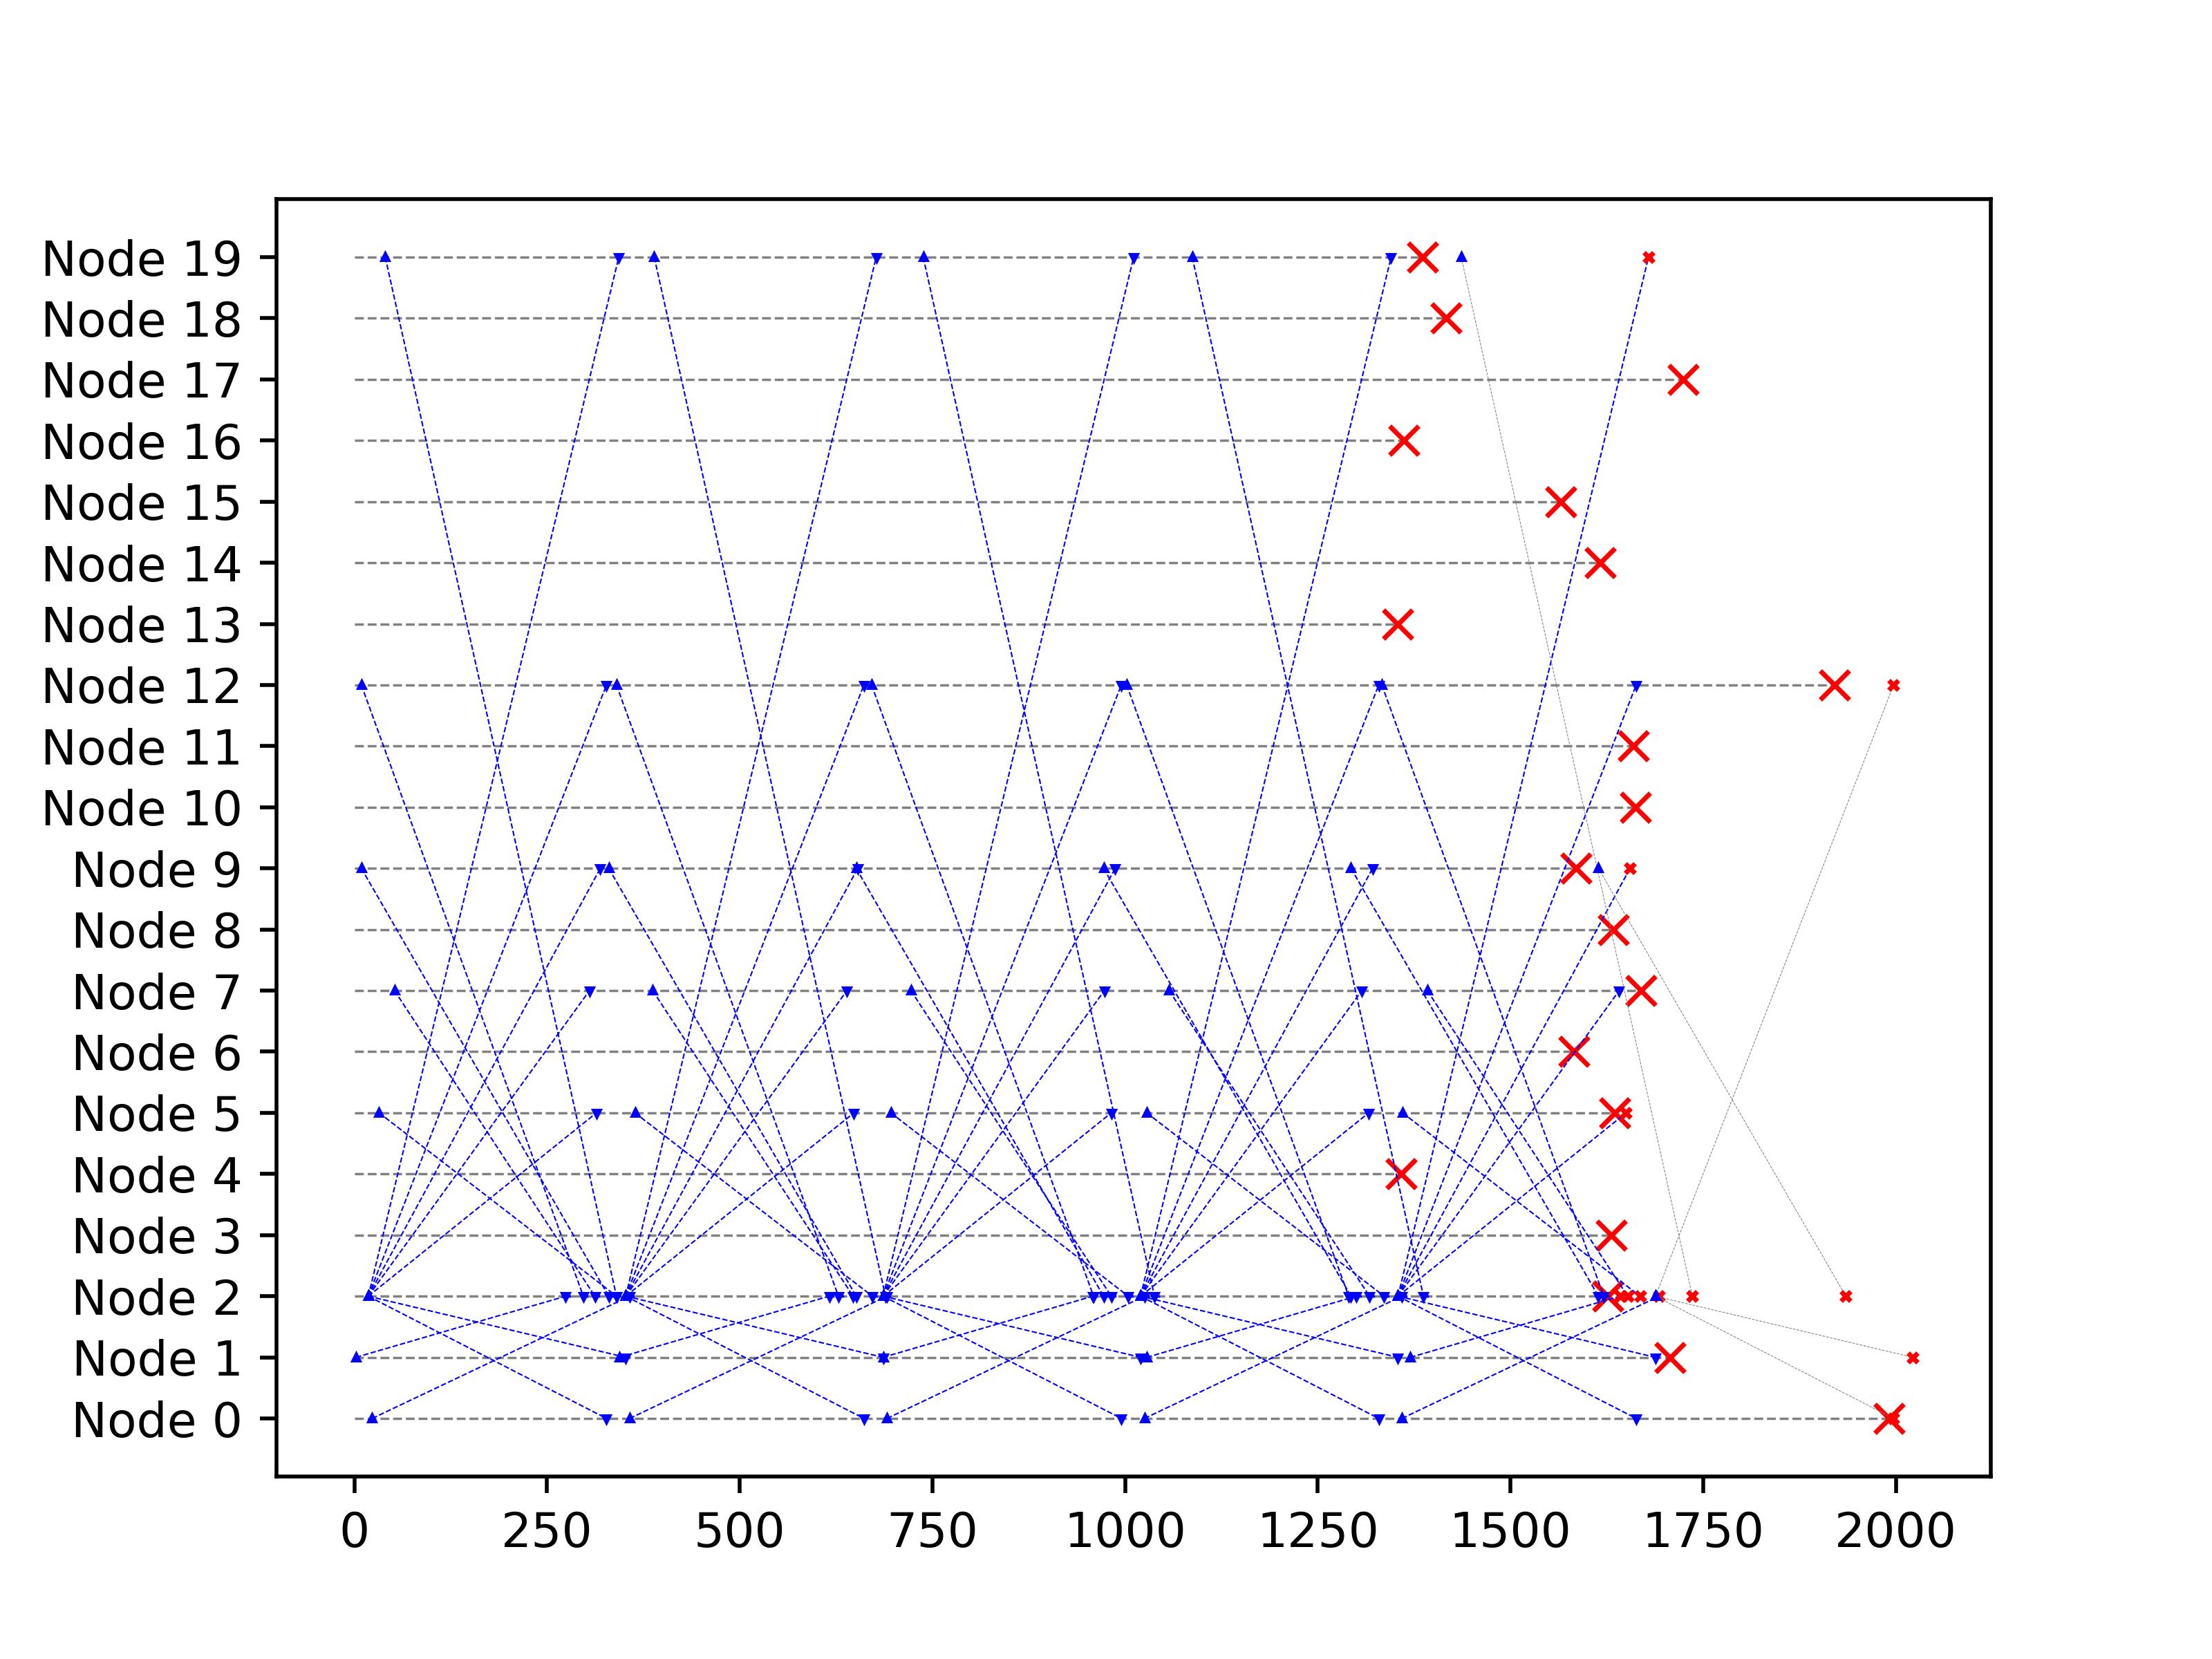 Node 19
Node 18
Node 17
Node 16
Node 15
Node 14
Node 13
Node 12
Node 11
Node 10
Node 9
Node 8
Node 7
Node 6
Node 5
Node 4
Node 3
Node 2
Node 1
Node 0
0 250 500 750 1000 1250 1500 1750 2000